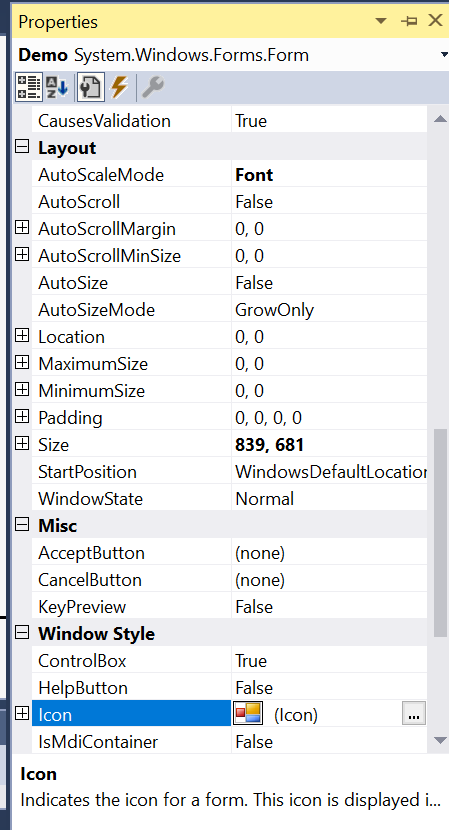 Properties
Demo System.Windows.Forms.Form
A
Z
CausesValidation True
Layout
AutoScaleMode Font
AutoScroll False
AutoScrollMargin 0, 0
AutoScrollMinSize 0, 0
AutoSize False
AutoSizeMode GrowOnly
Location 0, 0
MaximumSize 0, 0
MinimumSize 0, 0
Padding 0, 0, 0, 0
Size 839, 681
StartPosition WindowsDefaultLocation
WindowState Normal
Misc
AcceptButton (none)
CancelButton (none)
KeyPreview False
Window Style
ControlBox True
HelpButton False
Icon (Icon) ...
IsMdiContainer False
Icon
Indicates the icon for a form. This icon is displayed i...